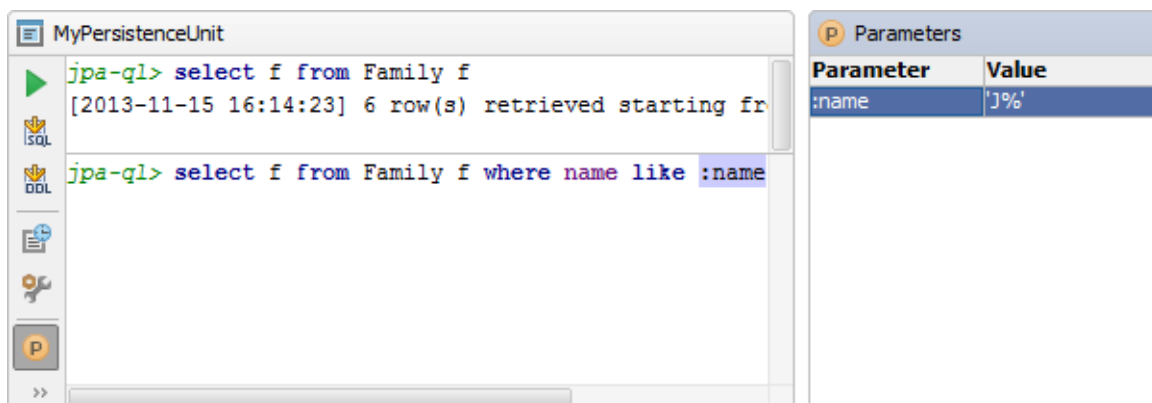 MyPersistenceUnit
jpa-ql> select f from Family f
[2013-11-15 16:14:23] 6 row(s) retrieved starting fr
SQL
jpa-ql> select f from Family f where name like :name
DDL
P
Parameters
Parameter Value
:name 'J%'
P